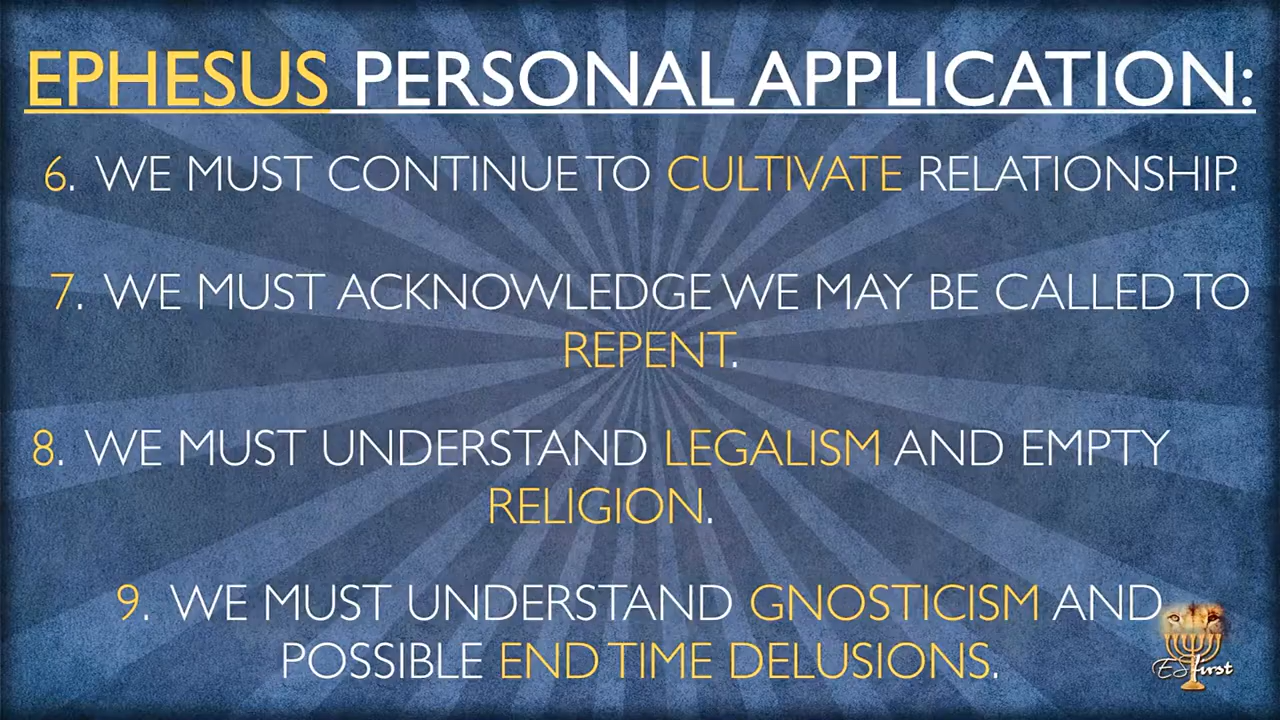 EPHESUS PERSONAL APPLICATION:
6. WE MUST CONTINUE TO CULTIVATE RELATIONSHIP.
7. WE MUST ACKNOWLEDGE WE MAY BE CALLED TO
REPENT.
8. WE MUST UNDERSTAND LEGALISM AND EMPTY
RELIGION.
9. WE MUST UNDERSTAND GNOSTICISM AND
POSSIBLE END TIME DELUSIONS.
first